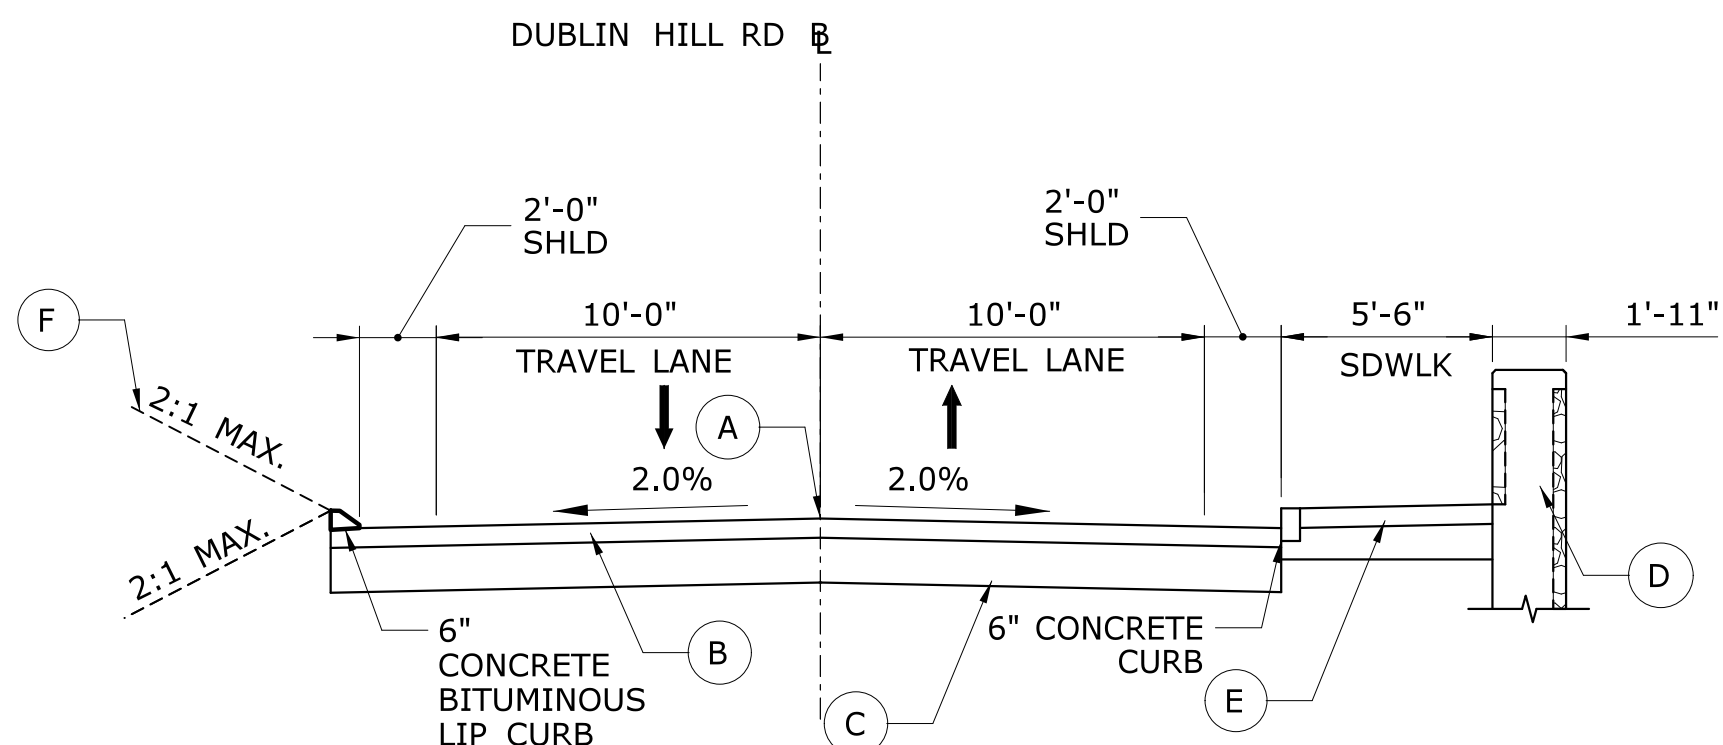 DUBLIN HILL RD BL
2'-0"
SHLD
2'-0"
SHLD
F
10'-0"
10'-0"
5'-6"
1'-11"
TRAVEL LANE
TRAVEL LANE
SDWLK
2:1 MAX.
A
2.0%
2.0%
2:1 MAX.
D
6"
CONCRETE
BITUMINOUS
LIP CURB
B
6" CONCRETE
CURB
C
E